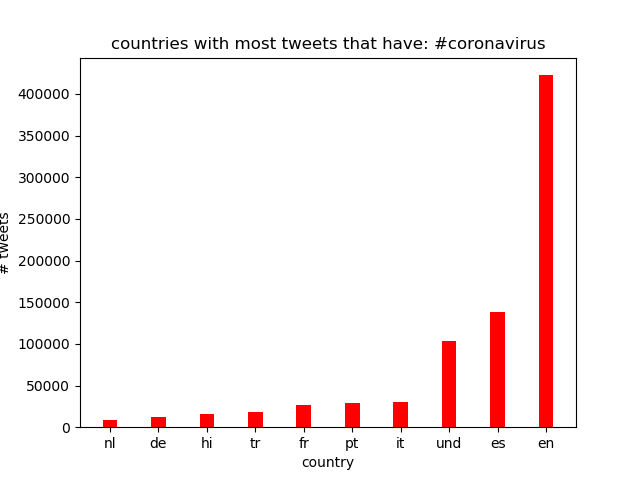 countries with most tweets that have: #coronavirus
400000
350000
300000
250000
200000
150000
100000
50000
0
# tweets
nl de hi tr fr pt it und es en
country